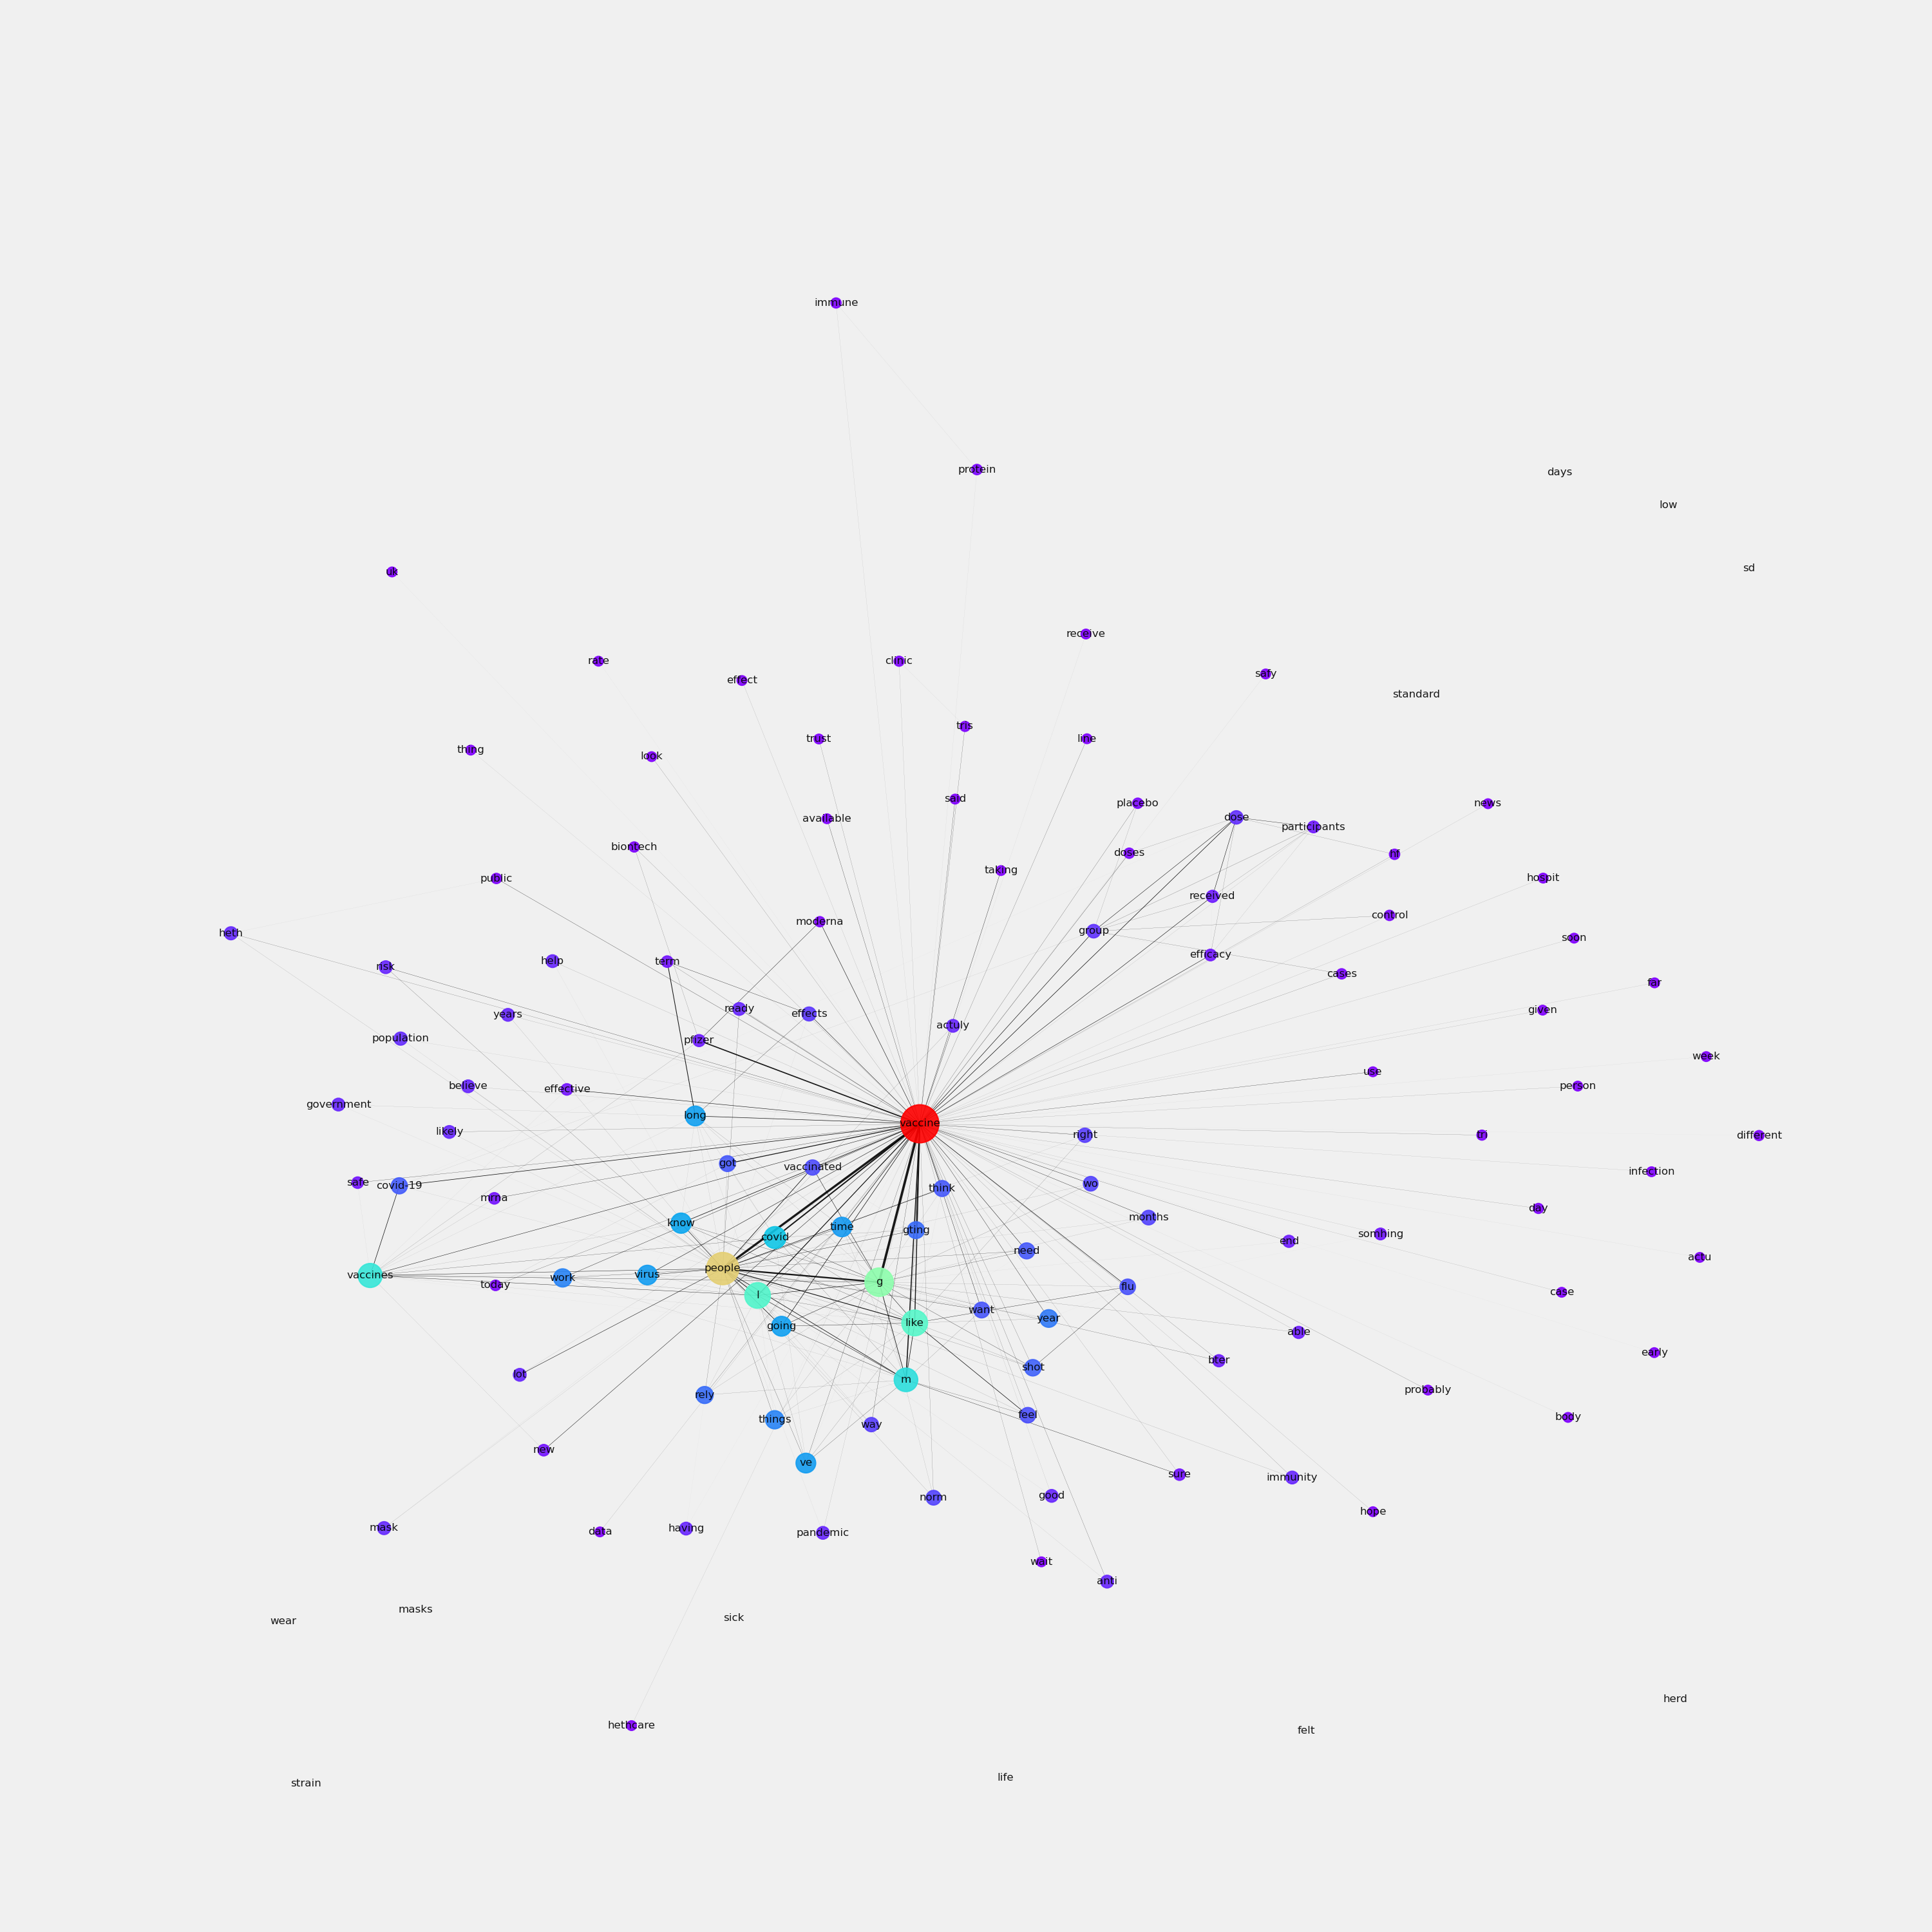 immune
protein
days
low
sd
uk
receive
rate
clinic
safy
effect
standard
tris
trust
line
thing
look
said
placebo
news
available
dose
participants
biontech
doses
hf
taking
public
hospit
received
control
moderna
group
heth
soon
efficacy
help
term
risk
cases
far
ready
given
effects
years
actuly
population
pfizer
week
use
believe
person
effective
government
long
vaccine
likely
right
tri
different
got
vaccinated
infection
safe
wo
covid-19
think
mrna
day
months
know
time
gting
somhing
covid
end
need
actu
people
vaccines
work
virus
g
today
flu
case
l
want
year
like
going
able
early
bter
shot
lot
m
probably
rely
feel
body
things
way
new
ve
sure
immunity
good
norm
hope
mask
having
data
pandemic
wait
anti
masks
sick
wear
herd
hethcare
felt
life
strain